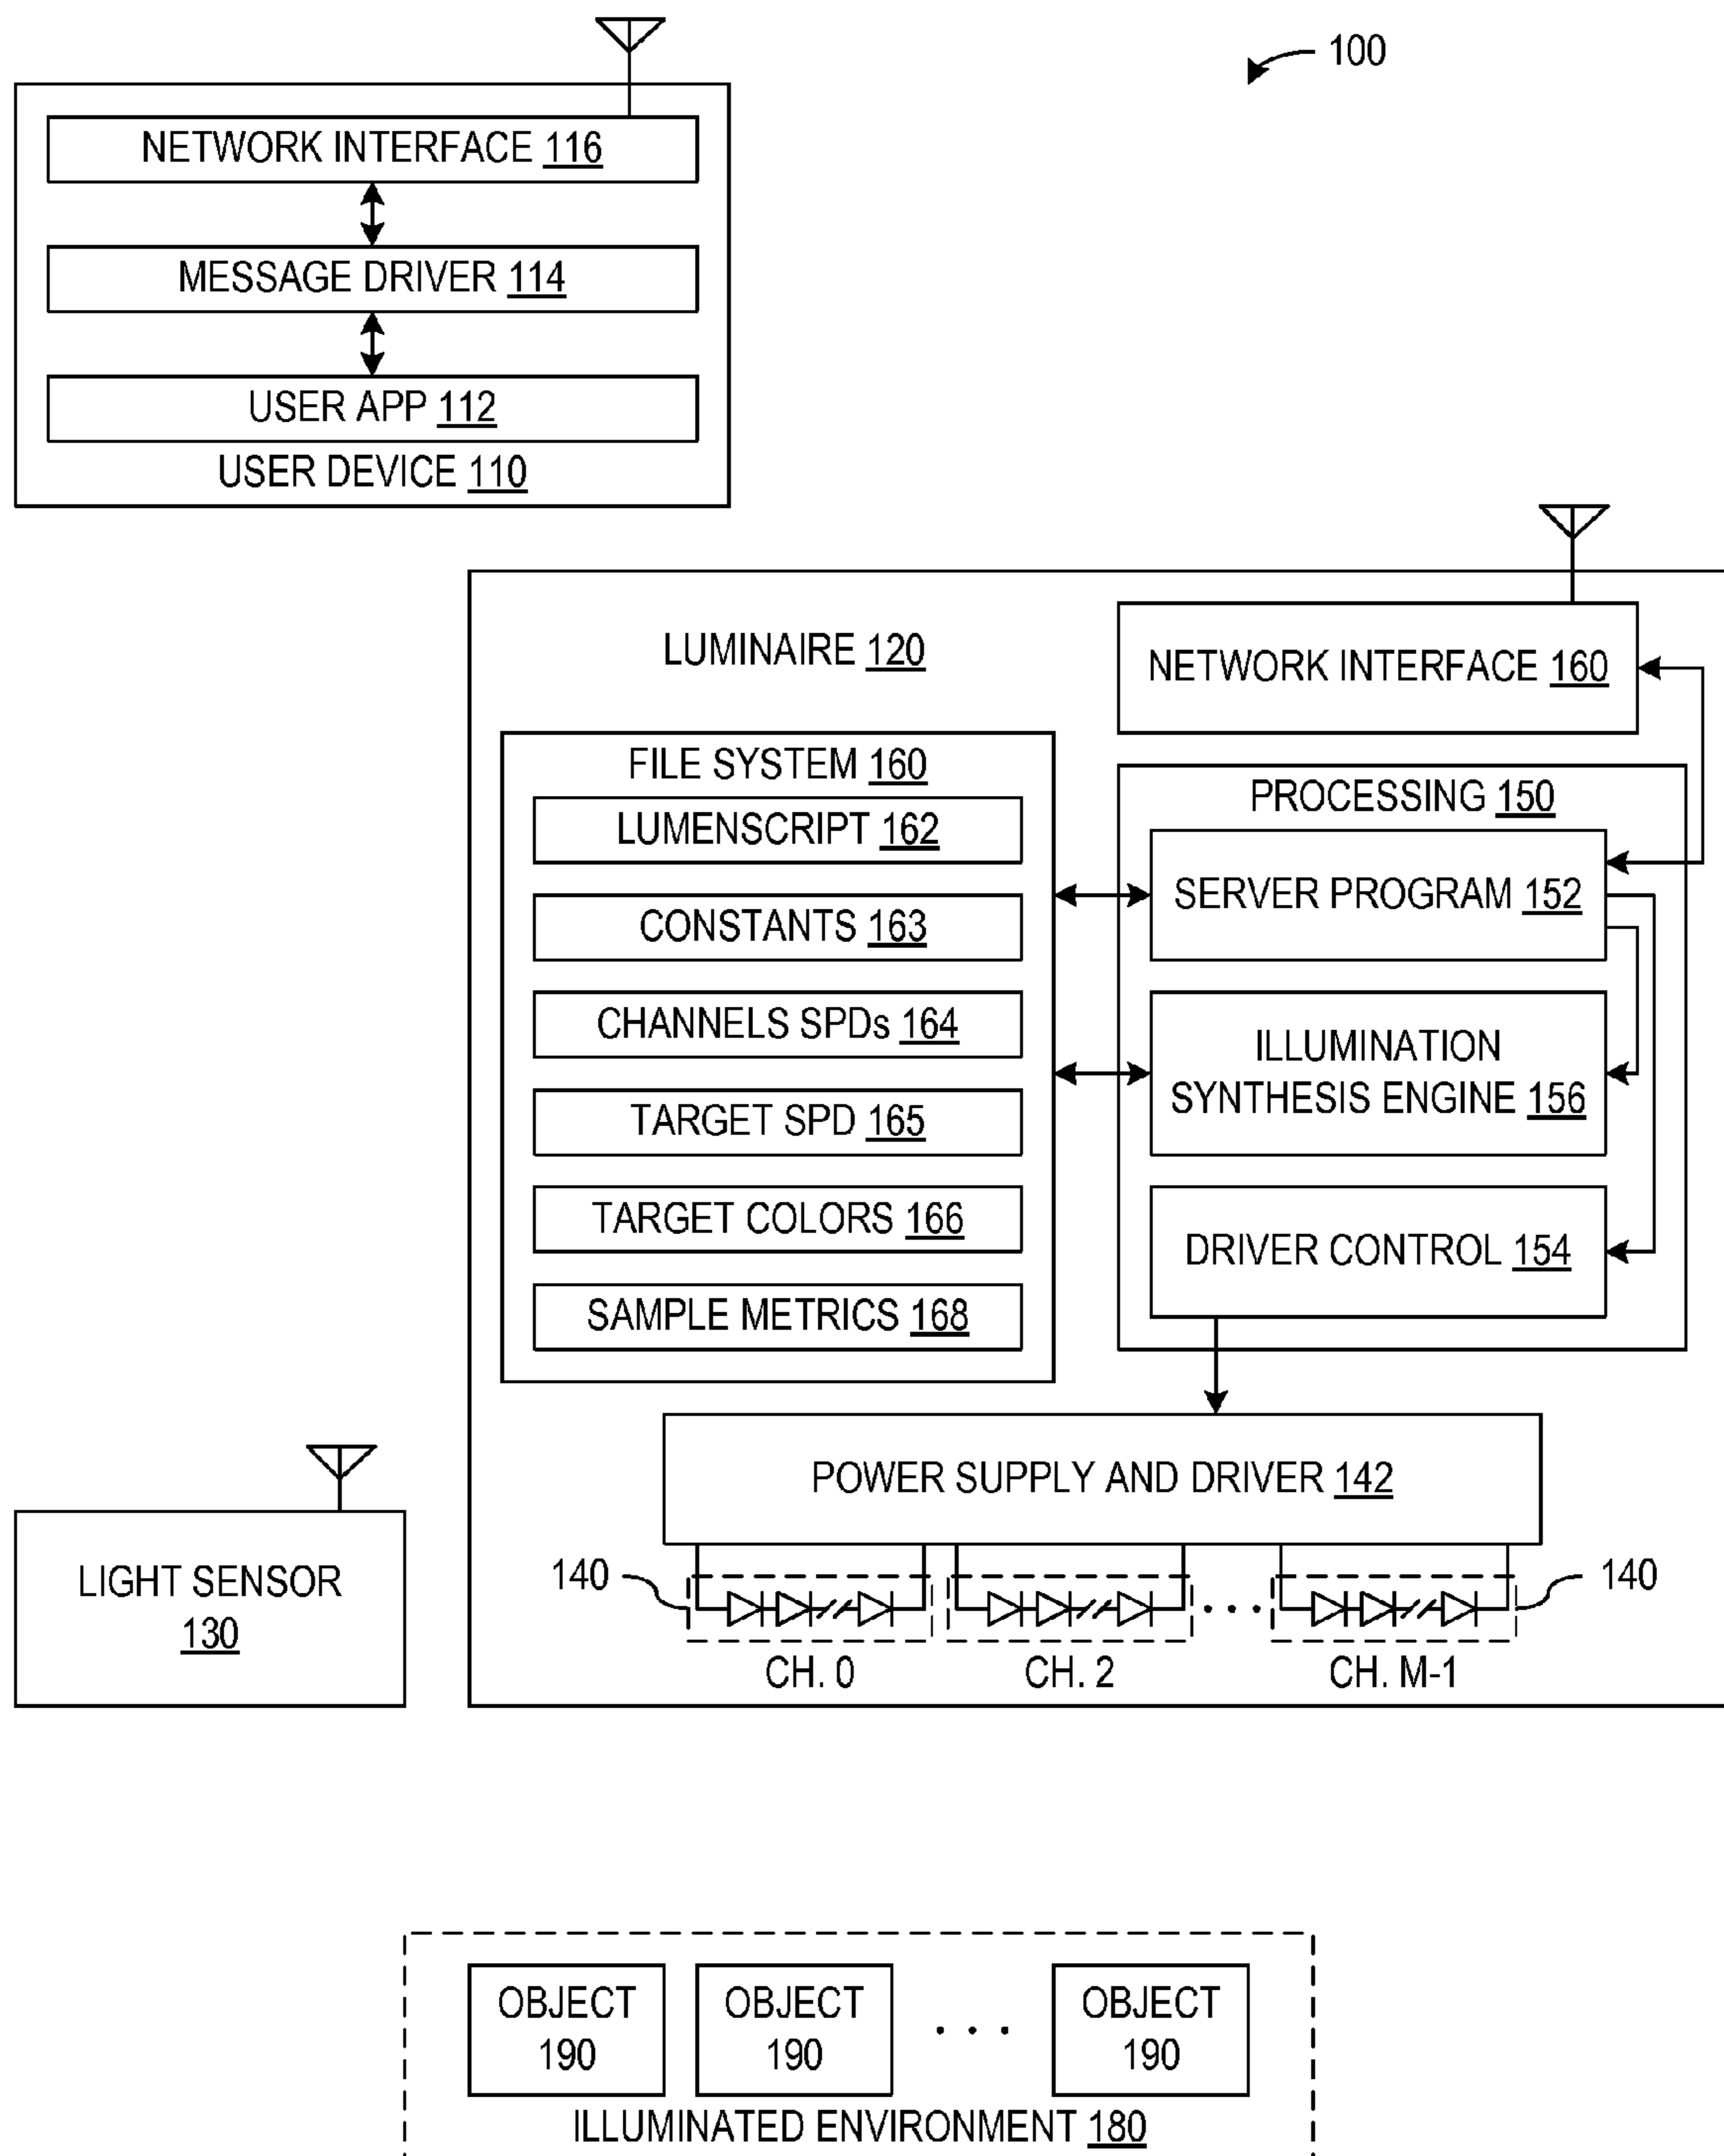 100
NETWORK INTERFACE 116
MESSAGE DRIVER 114
USER APP 112
USER DEVICE 110
LUMINAIRE 120
NETWORK INTERFACE 160
FILE SYSTEM 160
LUMENSCRIPT 162
CONSTANTS 163
CHANNELS SPDs 164
TARGET SPD 165
TARGET COLORS 166
SAMPLE METRICS 168
PROCESSING 150
SERVER PROGRAM 152
ILLUMINATION
SYNTHESIS ENGINE 156
DRIVER CONTROL 154
POWER SUPPLY AND DRIVER 142
LIGHT SENSOR
130
140
140
CH. 0
CH. 2
CH. M-1
OBJECT
190
OBJECT
190
. . .
OBJECT
190
ILLUMINATED ENVIRONMENT 180